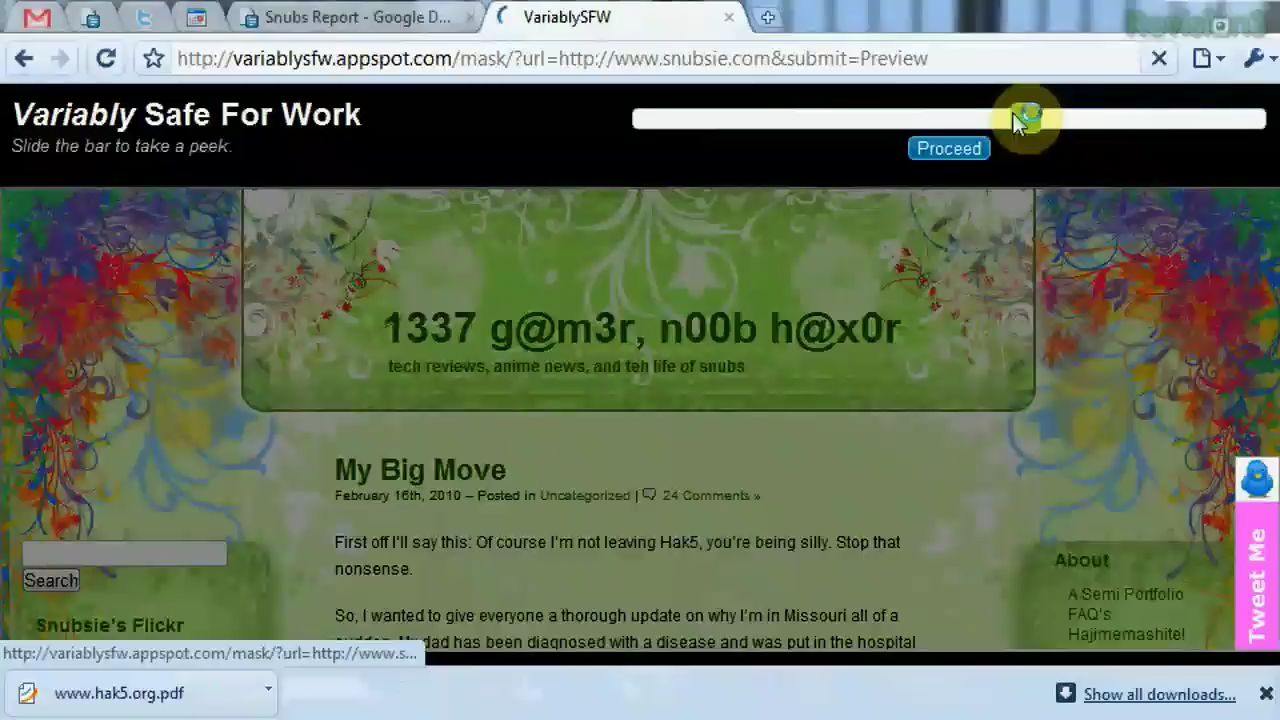 Snubs Report - Google D...
VariablySFW
http://variablysfw.appspot.com/mask/?url=http://www.snubsie.com&submit=Preview
Variably Safe For Work
Slide the bar to take a peek.
Proceed
1337 g@m3r, n00b h@x0r
tech reviews, anime news, and teh life of snubs
My Big Move
February 16th, 2010 – Posted in Uncategorized | 24 Comments »
First off I'll say this: Of course I'm not leaving Hak5, you're being silly. Stop that
nonsense.
So, I wanted to give everyone a thorough update on why I'm in Missouri all of a
sudden. My dad has been diagnosed with a disease and was put in the hospital
Search
Snubsie's Flickr
About
A Semi Portfolio
FAQ's
Hajimemashite!
Tweet Me
http://variablysfw.appspot.com/mask/?url=http://www.s...
www.hak5.org.pdf
Show all downloads...